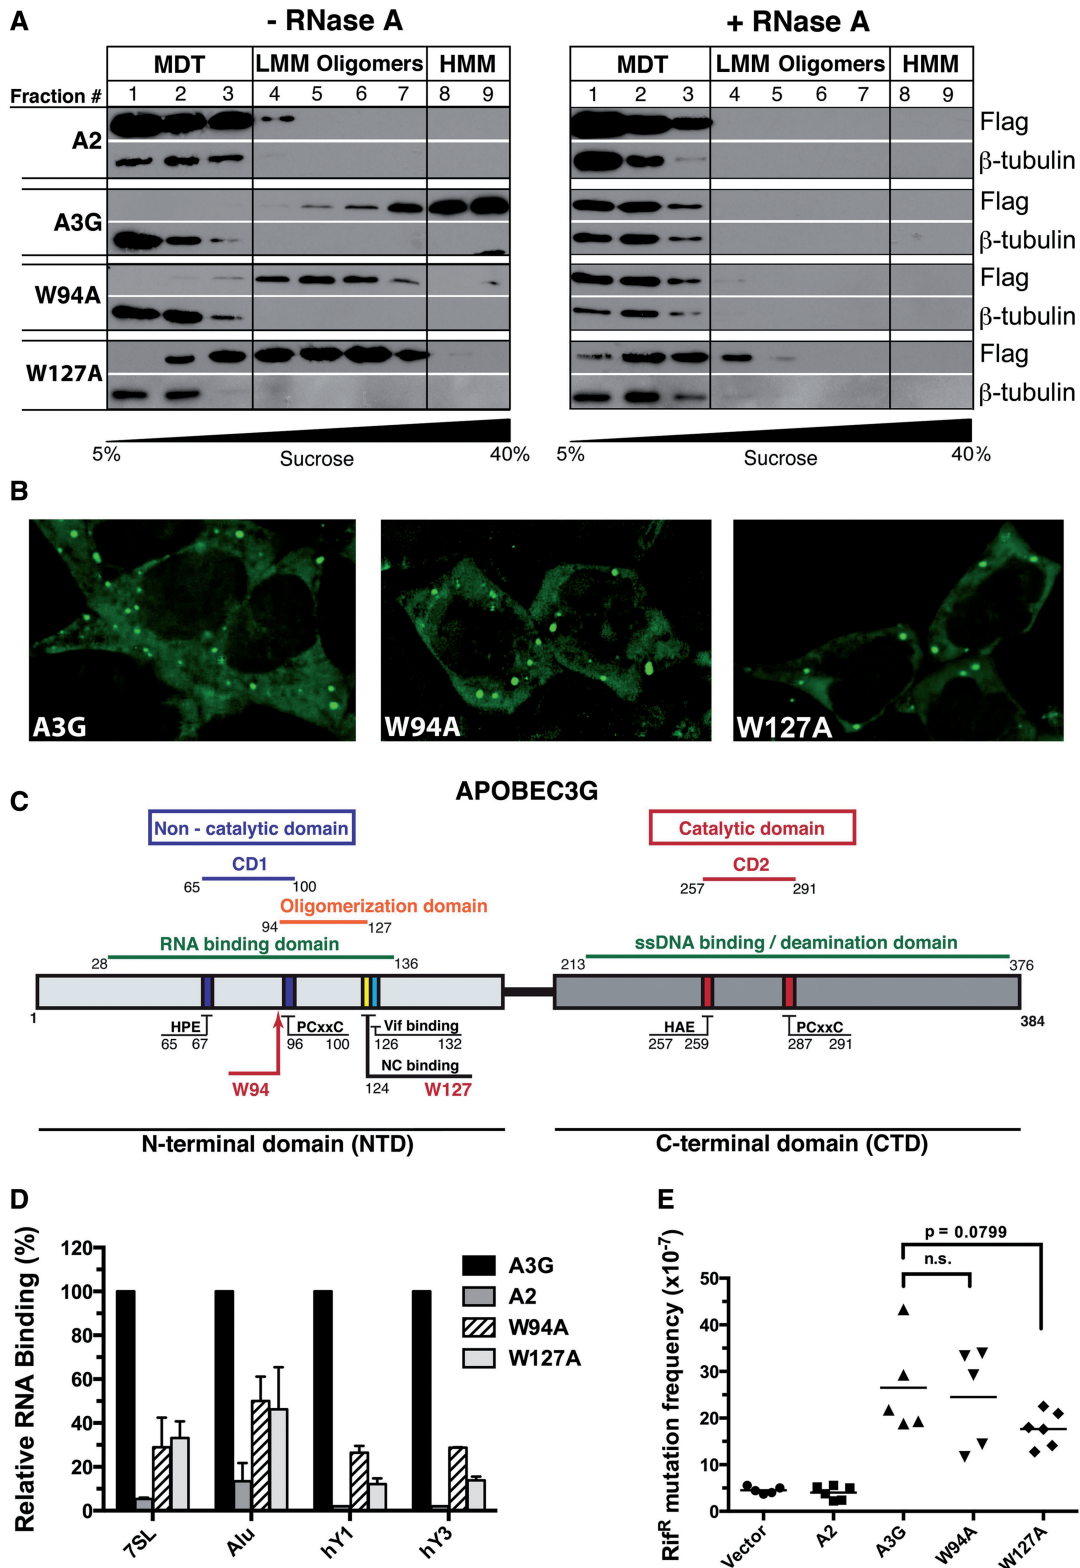 A
- RNase A
+ RNase A
MDT LMM Oligomers HMM
MDT LMM Oligomers HMM
Fraction # 1 2 3 4 5 6 7 8 9
1 2 3 4 5 6 7 8 9
A2
Flag
β-tubulin
A3G
Flag
β-tubulin
W94A
Flag
β-tubulin
W127A
Flag
β-tubulin
5% Sucrose 40%
5% Sucrose 40%
B
A3G
W94A
W127A
C
APOBEC3G
Non - catalytic domain
Catalytic domain
CD1
CD2
65 100
257 291
Oligomerization domain
94 127
RNA binding domain
ssDNA binding / deamination domain
28 136
213 376
1
384
HPE
65 67
PCxxC
96 100
Vif binding
126 132
NC binding
124
W94
W127
HAE
257 259
PCxxC
287 291
N-terminal domain (NTD)
C-terminal domain (CTD)
D
Relative RNA Binding (%)
120
100
80
60
40
20
0
7SL
Alu
hY1
hY3
A3G
A2
W94A
W127A
E
Rifᴿ mutation frequency (x10⁻⁷)
p = 0.0799
n.s.
50
40
30
20
10
0
Vector
A2
A3G
W94A
W127A